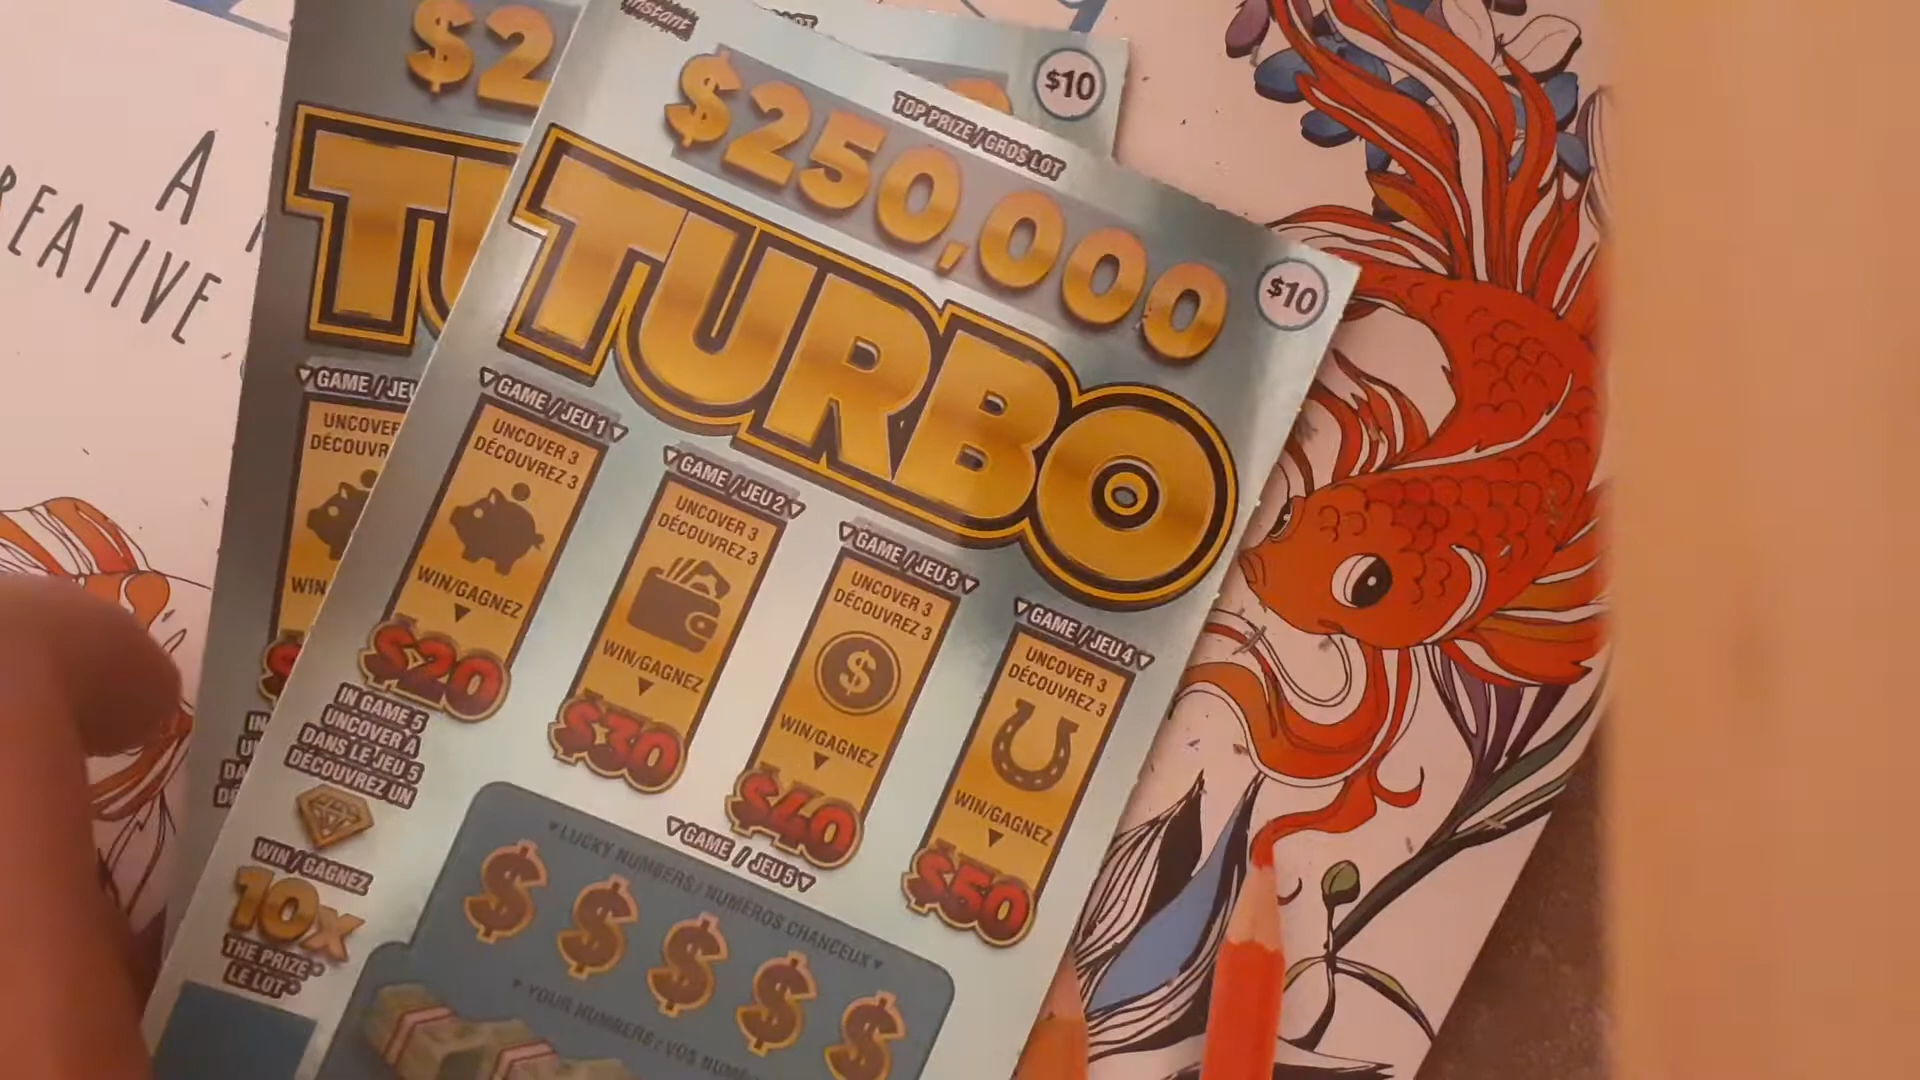 A
REATIVE
$2
TU
GAME / JEU
UNCOVER
DÉCOUVR
WIN
IN
$10
Instant
TOP PRIZE / GROS LOT
$250,000
$10
TURBO
GAME / JEU 1
UNCOVER 3
DÉCOUVREZ 3
WIN/GAGNEZ
$20
GAME / JEU 2
UNCOVER 3
DÉCOUVREZ 3
WIN/GAGNEZ
$30
GAME / JEU 3
UNCOVER 3
DÉCOUVREZ 3
WIN/GAGNEZ
$40
GAME / JEU 4
UNCOVER 3
DÉCOUVREZ 3
WIN/GAGNEZ
$50
IN GAME 5
UNCOVER A
DANS LE JEU 5
DÉCOUVREZ UN
WIN / GAGNEZ
10X
THE PRIZE*
LE LOT*
GAME / JEU 5
LUCKY NUMBERS / NUMÉROS CHANCEUX
$ $ $ $ $
YOUR NUMBERS / VOS NUMÉ